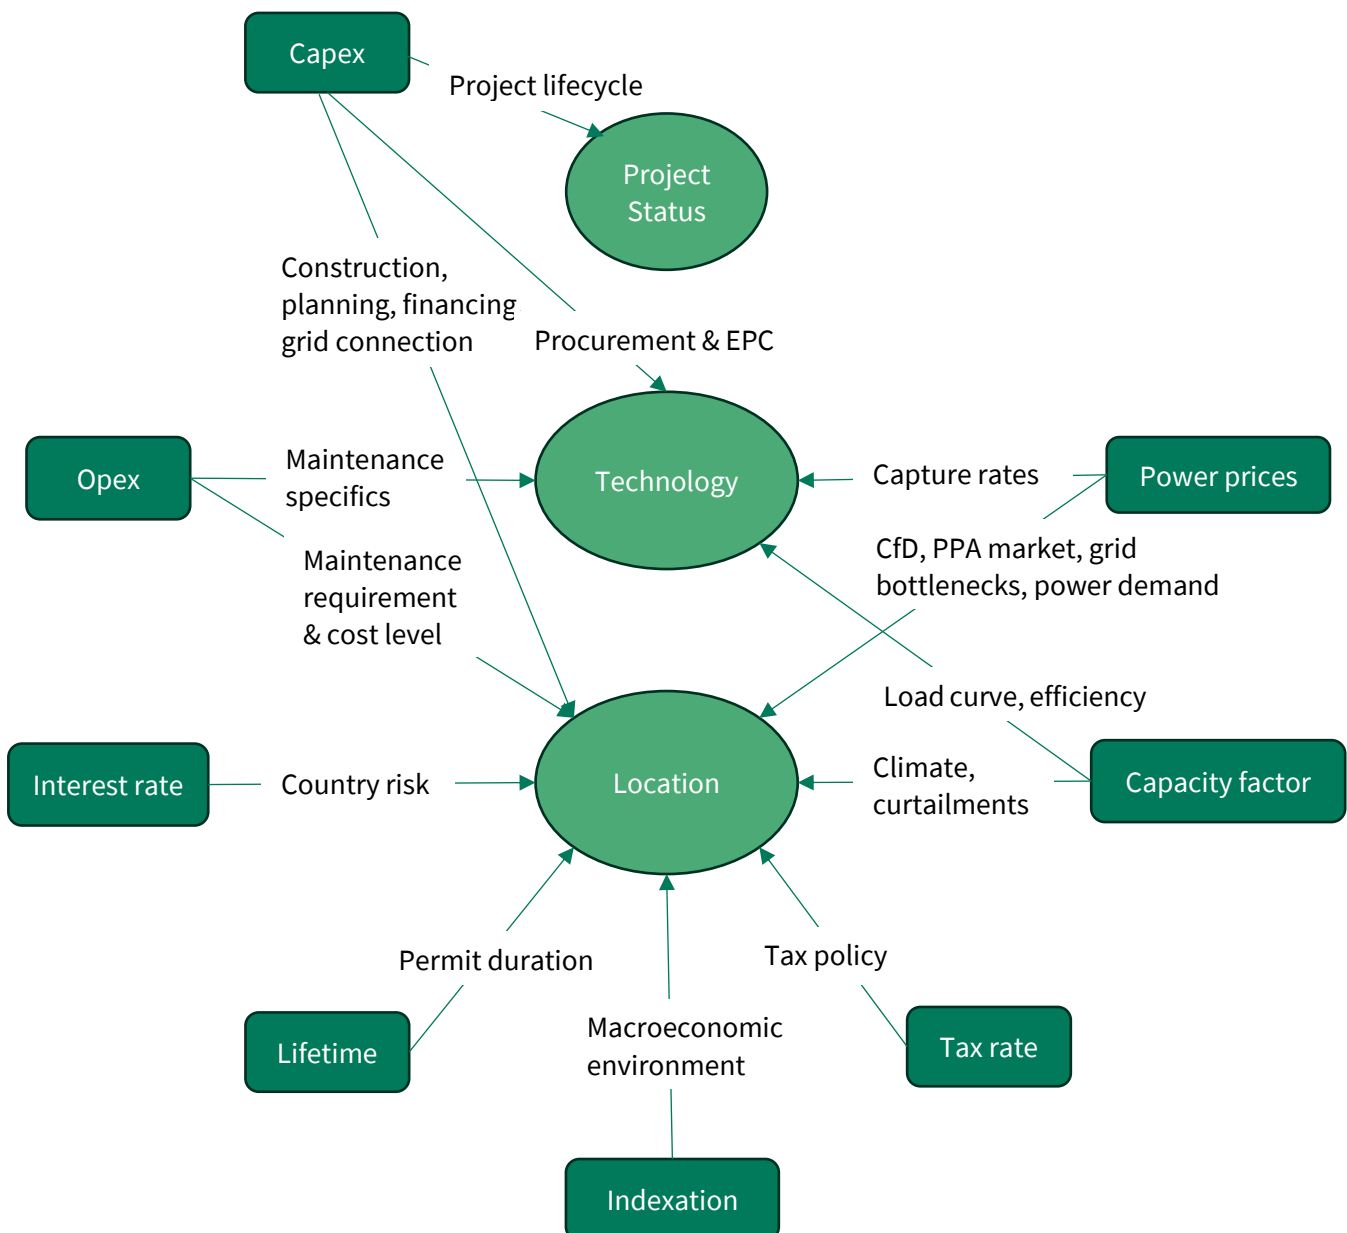 Capex
Project lifecycle
Project
Status
Construction,
planning, financing
grid connection
Procurement & EPC
Opex
Maintenance
specifics
Technology
Capture rates
Power prices
CfD, PPA market, grid
bottlenecks, power demand
Maintenance
requirement
& cost level
Load curve, efficiency
Interest rate
Country risk
Location
Climate,
curtailments
Capacity factor
Permit duration
Tax policy
Lifetime
Macroeconomic
environment
Tax rate
Indexation